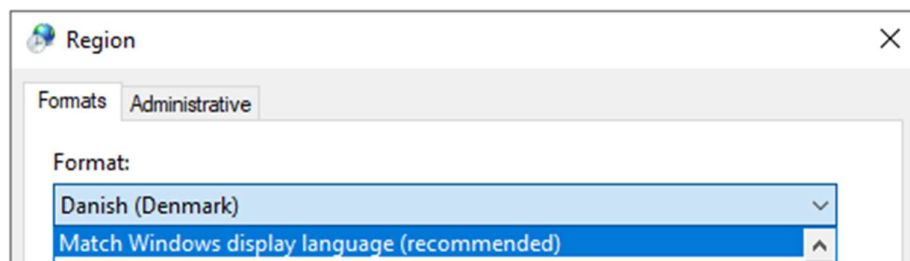 Region
Formats
Administrative
Format:
Danish (Denmark)
Match Windows display language (recommended)